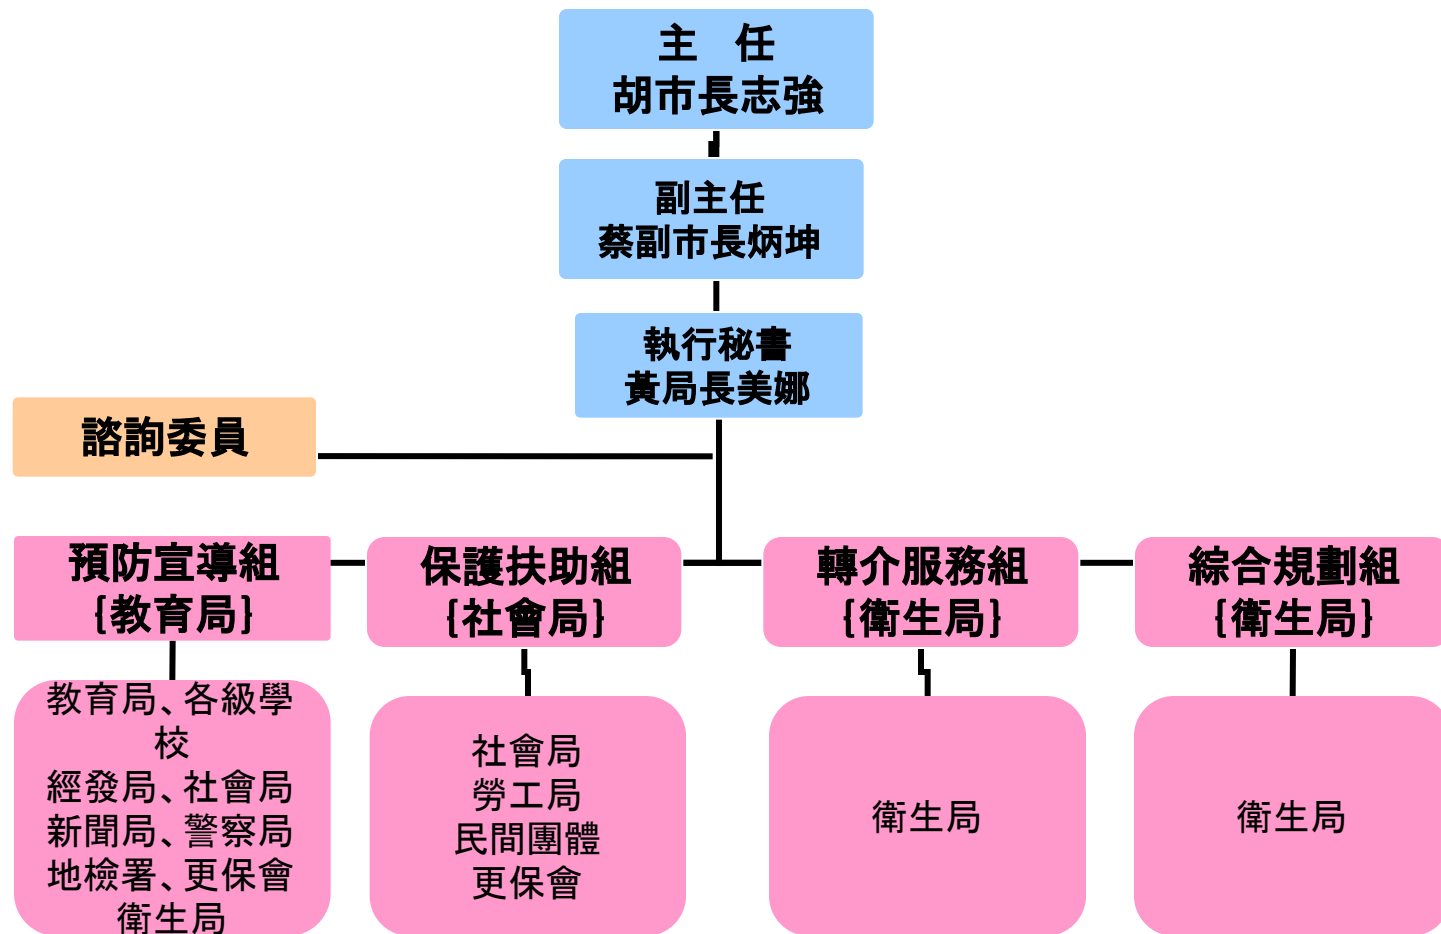 主　任
胡市長志強
副主任
蔡副市長炳坤
執行秘書
黃局長美娜
諮詢委員
預防宣導組
{教育局}
保護扶助組
{社會局}
轉介服務組
{衛生局}
綜合規劃組
{衛生局}
教育局、各級學
校
經發局、社會局
新聞局、警察局
地檢署、更保會
衛生局
社會局
勞工局
民間團體
更保會
衛生局
衛生局